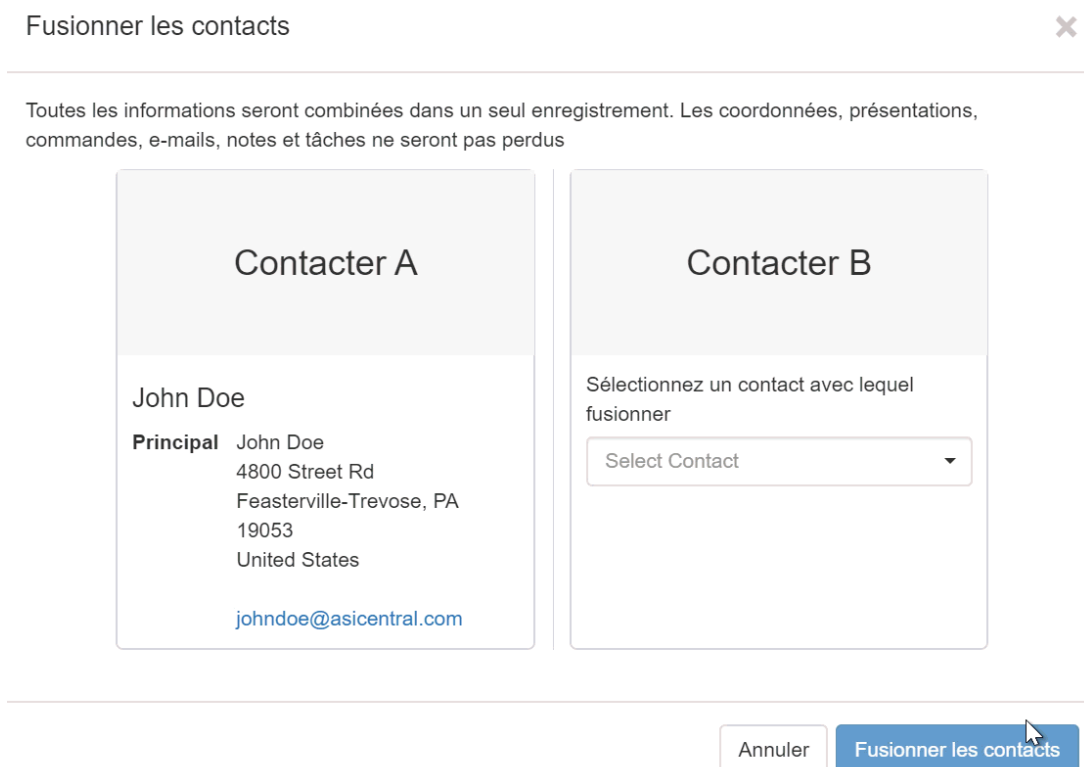 Fusionner les contacts
×
Toutes les informations seront combinées dans un seul enregistrement. Les coordonnées, présentations,
commandes, e-mails, notes et tâches ne seront pas perdus
Contacter A
John Doe
Principal John Doe
4800 Street Rd
Feasterville-Trevose, PA
19053
United States
johndoe@asicentral.com
Contacter B
Sélectionnez un contact avec lequel
fusionner
Select Contact
Annuler
Fusionner les contacts